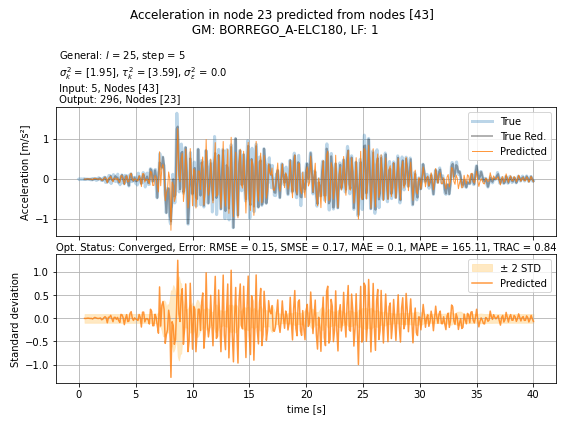 Acceleration in node 23 predicted from nodes [43]
GM: BORREGO_A-ELC180, LF: 1
General: l = 25, step = 5
σ²ₖ = [1.95], τ²ₖ = [3.59], σ²ε = 0.0
Input: 5, Nodes [43]
Output: 296, Nodes [23]
Acceleration [m/s²]
1
0
−1
True
True Red.
Predicted
Opt. Status: Converged, Error: RMSE = 0.15, SMSE = 0.17, MAE = 0.1, MAPE = 165.11, TRAC = 0.84
Standard deviation
1.0
0.5
0.0
−0.5
−1.0
± 2 STD
Predicted
0 5 10 15 20 25 30 35 40
time [s]